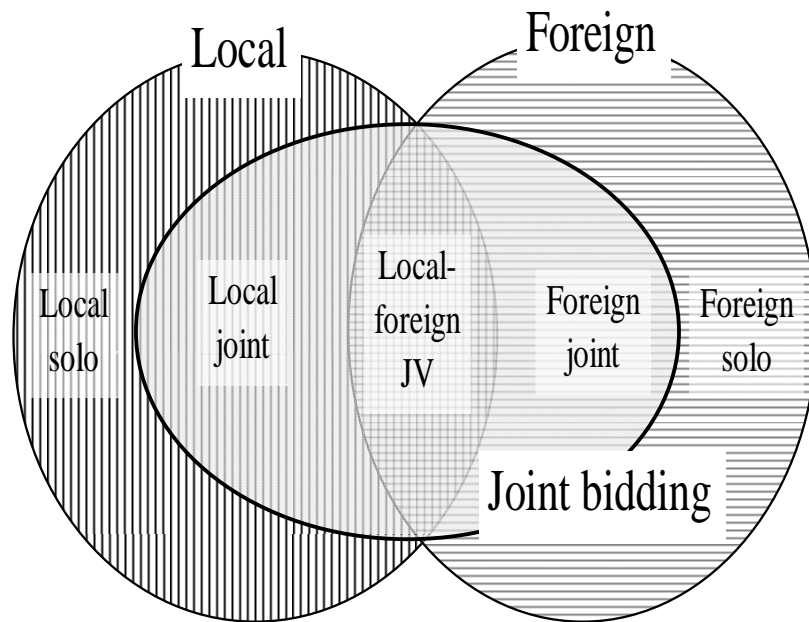 Local
Foreign
Local
solo
Local
joint
Local-
foreign
JV
Foreign
joint
Foreign
solo
Joint bidding